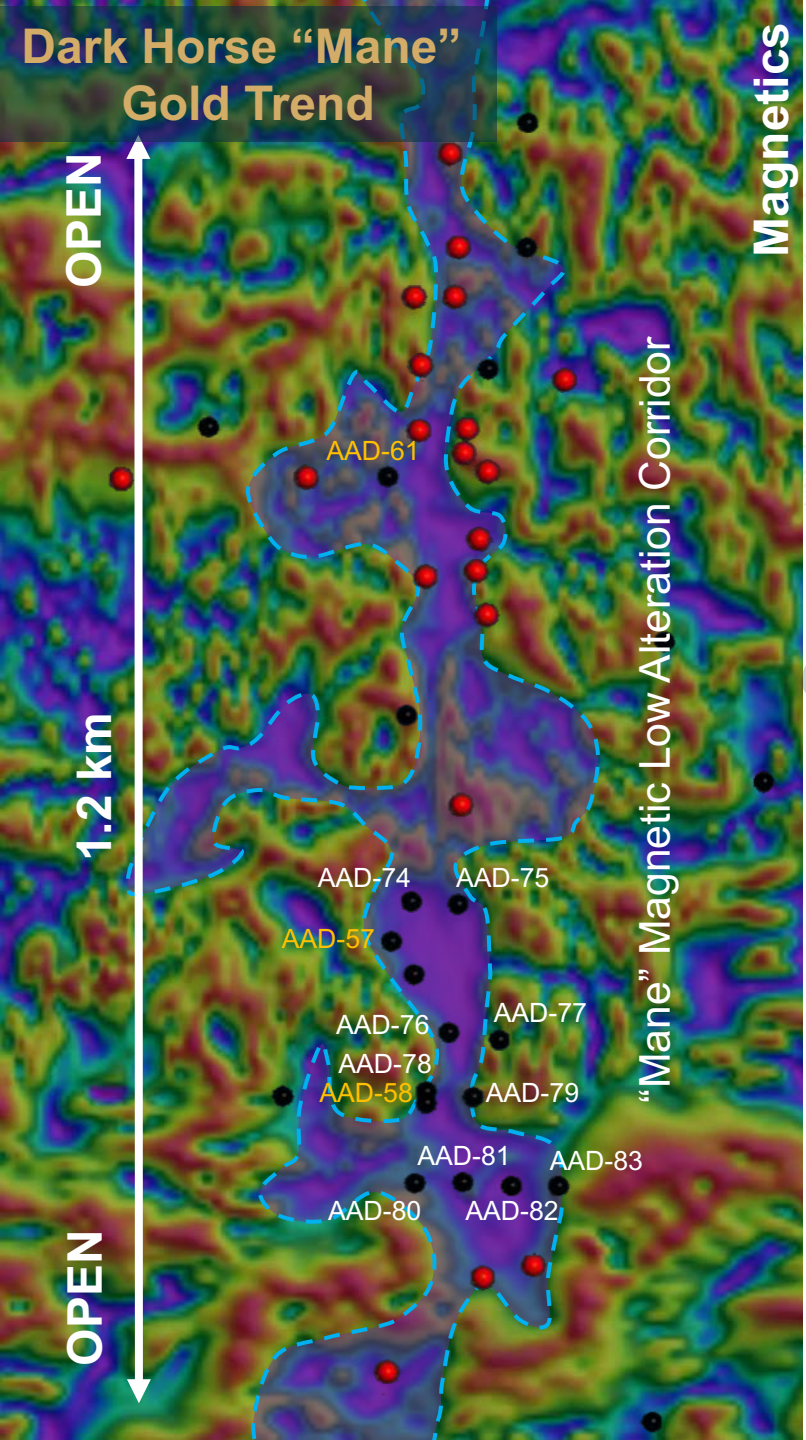 Dark Horse “Mane”
Gold Trend
Magnetics
OPEN
“Mane” Magnetic Low Alteration Corridor
AAD-61
1.2 km
AAD-74
AAD-75
AAD-57
AAD-77
AAD-76
AAD-78
AAD-58
AAD-79
AAD-81
AAD-83
AAD-80
AAD-82
OPEN